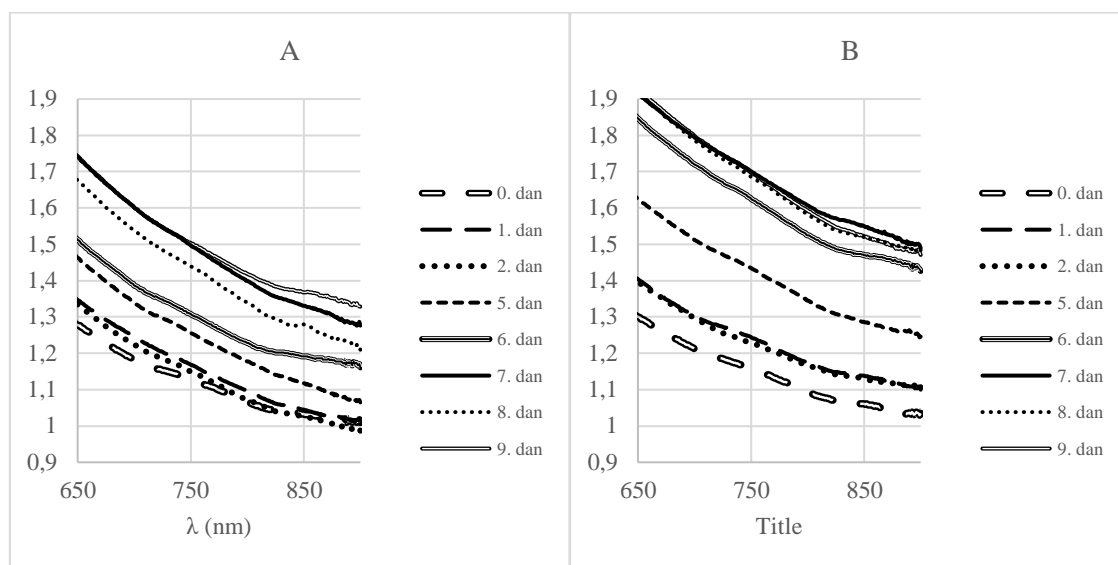 A
1,9
1,8
1,7
1,6
1,5
1,4
1,3
1,2
1,1
1
0,9
650 750 850
λ (nm)
0. dan
1. dan
2. dan
5. dan
6. dan
7. dan
8. dan
9. dan
B
1,9
1,8
1,7
1,6
1,5
1,4
1,3
1,2
1,1
1
0,9
650 750 850
Title
0. dan
1. dan
2. dan
5. dan
6. dan
7. dan
8. dan
9. dan